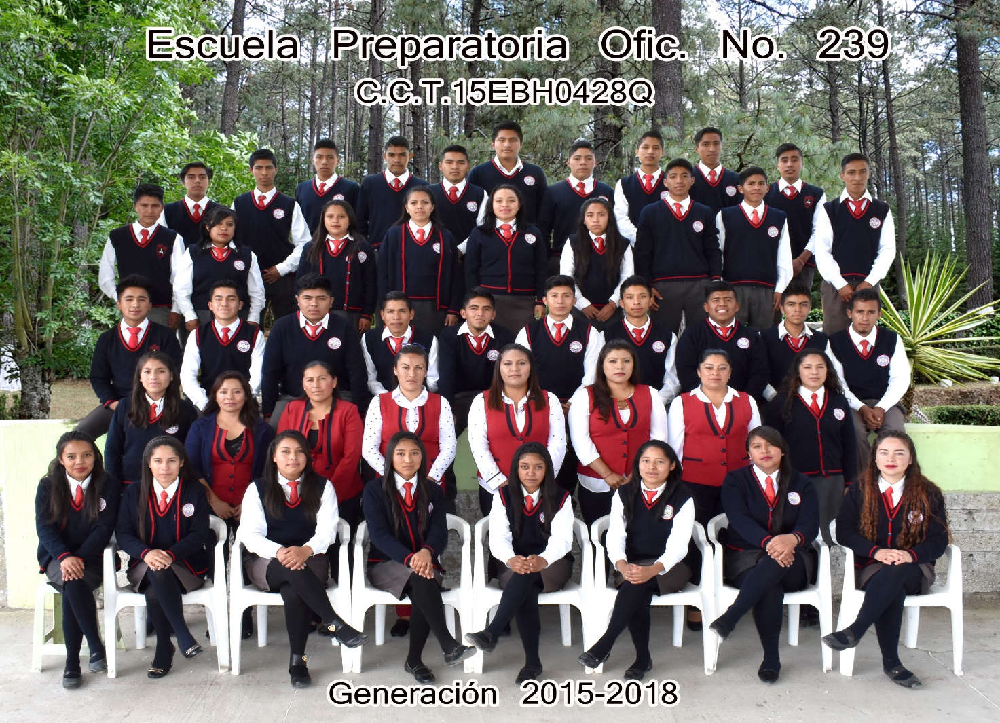 Escuela Preparatoria Ofic. No. 239
C.C.T.15EBH0428Q
Generación 2015-2018